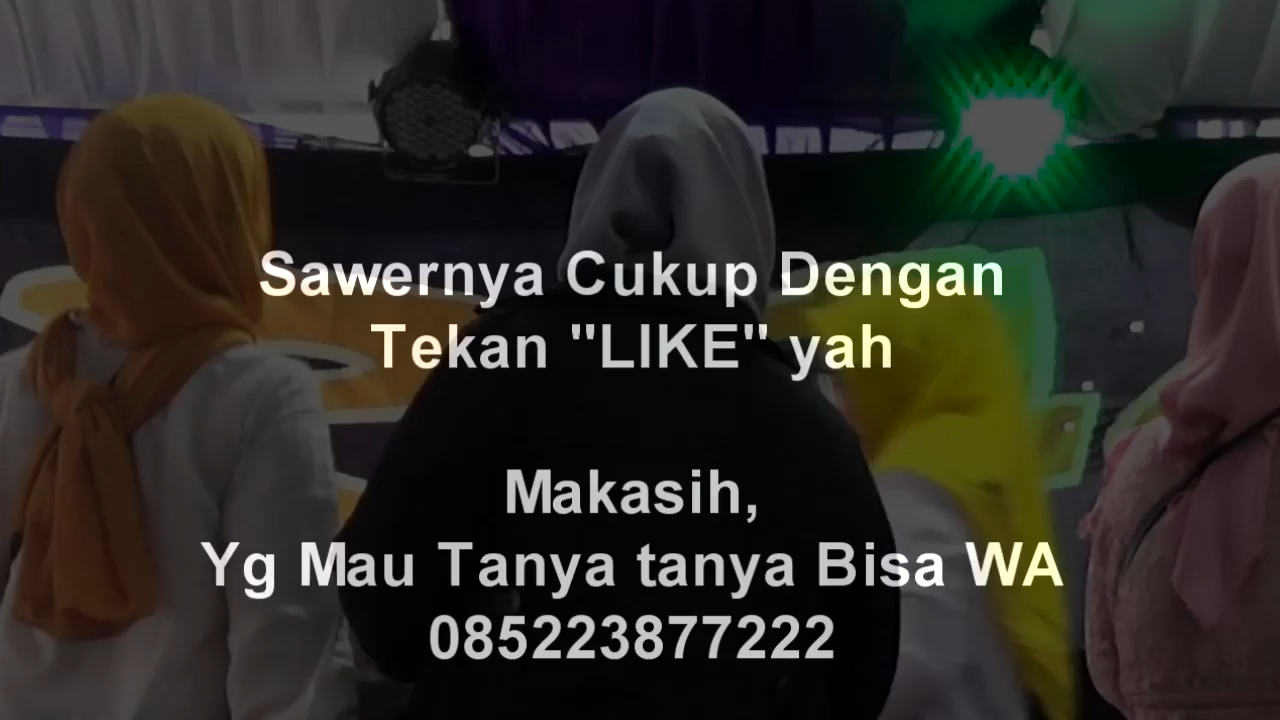 Sawernya Cukup Dengan
Tekan "LIKE" yah
Makasih,
Yg Mau Tanya tanya Bisa WA
085223877222